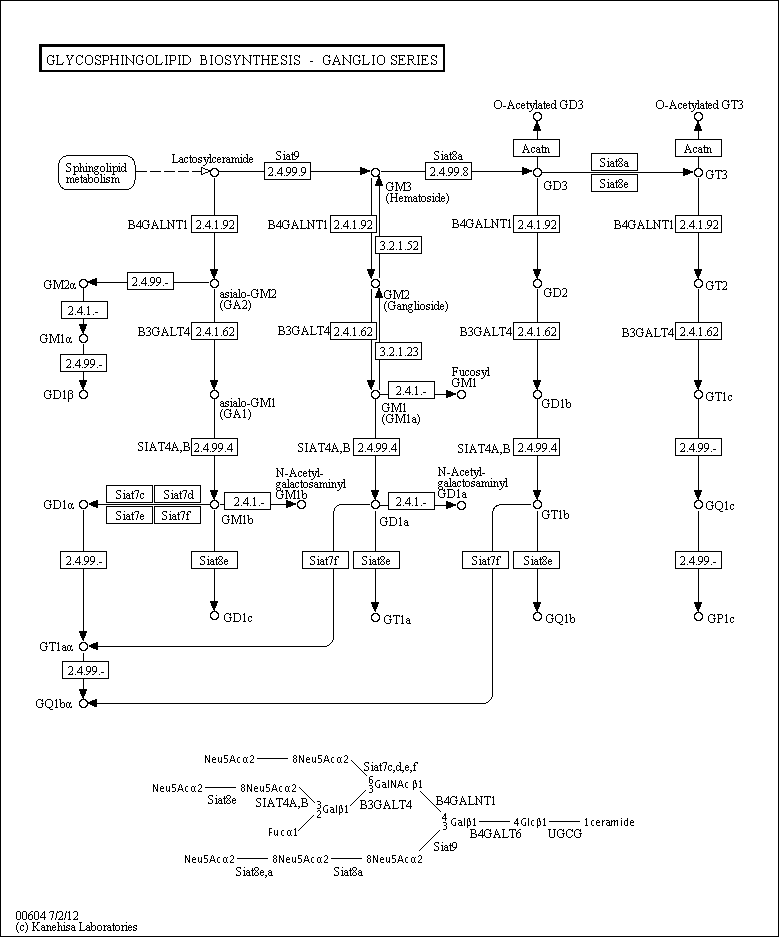 GLYCOSPHINGOLIPID BIOSYNTHESIS - GANGLIO SERIES
O-Acetylated GD3
O-Acetylated GT3
Acatn
Acatn
Sphingolipid
metabolism
Lactosylceramide
Siat9
2.4.99.9
Siat8a
2.4.99.8
Siat8a
Siat8e
GM3
(Hematoside)
GD3
GT3
B4GALNT1 2.4.1.92
B4GALNT1 2.4.1.92
B4GALNT1 2.4.1.92
B4GALNT1 2.4.1.92
3.2.1.52
GM2α
2.4.99.-
asialo-GM2
(GA2)
GM2
(Ganglioside)
GD2
GT2
2.4.1.-
B3GALT4 2.4.1.62
B3GALT4 2.4.1.62
B3GALT4 2.4.1.62
B3GALT4 2.4.1.62
GM1α
3.2.1.23
2.4.99.-
Fucosyl
GM1
2.4.1.-
GD1β
asialo-GM1
(GA1)
GM1
(GM1a)
GD1b
GT1c
SIAT4A,B 2.4.99.4
SIAT4A,B 2.4.99.4
SIAT4A,B 2.4.99.4
2.4.99.-
N-Acetyl-
galactosaminyl
GM1b
N-Acetyl-
galactosaminyl
GD1a
Siat7c Siat7d
2.4.1.-
2.4.1.-
GD1α
Siat7e Siat7f
GM1b
GD1a
GT1b
GQ1c
2.4.99.-
Siat8e
Siat7f
Siat8e
Siat7f
Siat8e
2.4.99.-
GD1c
GT1a
GQ1b
GP1c
GT1aα
2.4.99.-
GQ1bα
Neu5Acα2 8Neu5Acα2
Siat7c,d,e,f
6
3 GalNAcβ1
Neu5Acα2 8Neu5Acα2
Siat8e
SIAT4A,B
3
2 Galβ1
B3GALT4
B4GALNT1
Fucα1
4
3 Galβ1 4Glcβ1 1ceramide
B4GALT6 UGCG
Siat9
Neu5Acα2 8Neu5Acα2 8Neu5Acα2
Siat8e,a Siat8a
00604 7/2/12
(c) Kanehisa Laboratories